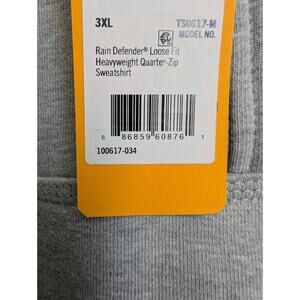 3XL
TS0617-M
MODEL NO.
Rain Defender® Loose Fit
Heavyweight Quarter-Zip
Sweatshirt
8 86859 60876 1
100617-034